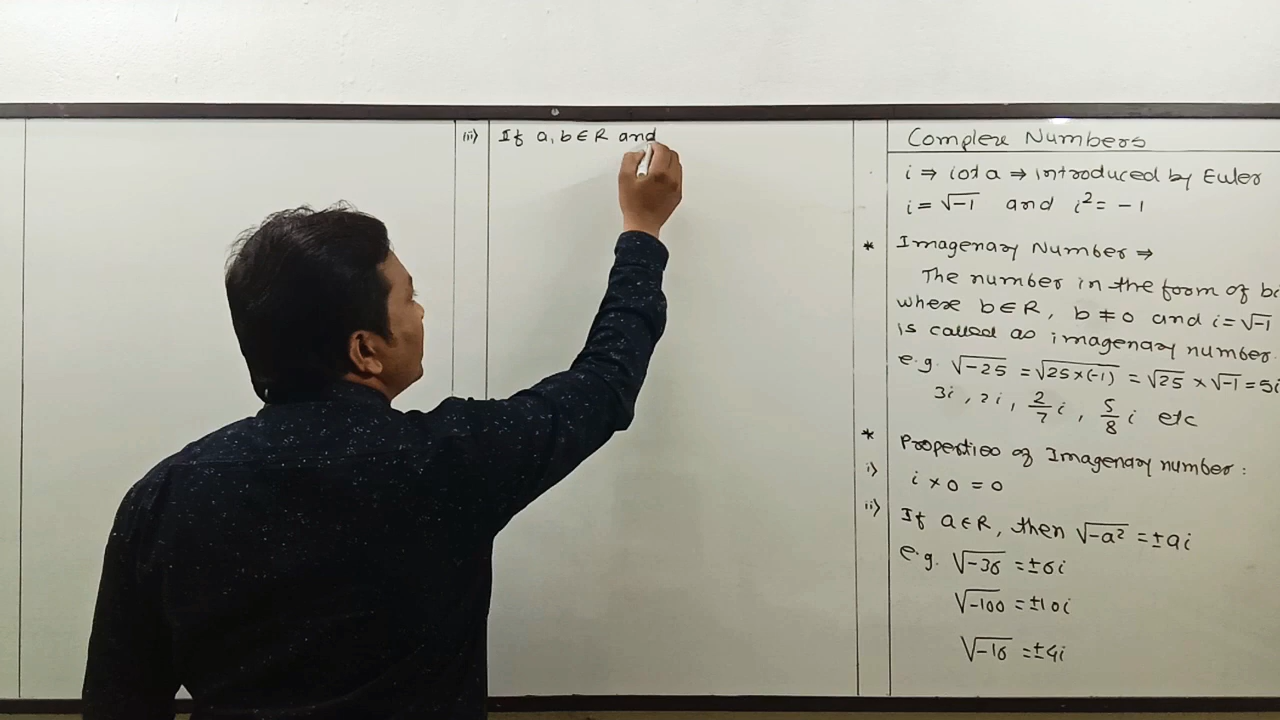 iii) If a, b ∈ R and
Complex Numbers
i ⇒ iota ⇒ introduced by Euler
i = √-1 and i² = -1
* Imagenary Number ⇒
The number in the form of bi
where b ∈ R, b ≠ 0 and i = √-1
is called as imagenary number.
e.g. √-25 = √25×(-1) = √25 × √-1 = 5i
3i, 2i, 2/7 i, 5/8 i etc
* Properties of Imagenary number :
i) i × 0 = 0
ii) If a ∈ R, then √-a² = ±ai
e.g. √-36 = ±6i
√-100 = ±10i
√-16 = ±4i